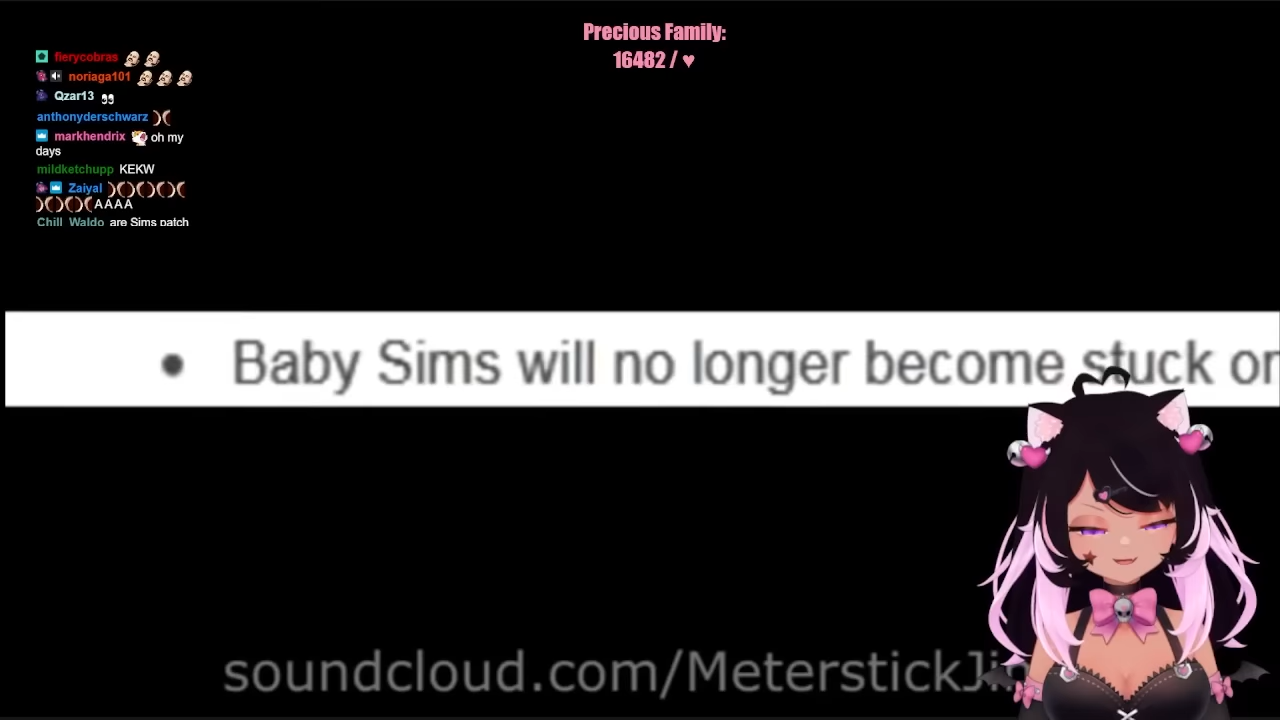 Precious Family:
16482 / ♥
fierycobras
noriaga101
Qzar13
anthonyderschwarz
markhendrix oh my
days
mildketchupp KEKW
Zaiyal
AAAA
Chill_Waldo are Sims patch
• Baby Sims will no longer become stuck or
soundcloud.com/MeterstickJi